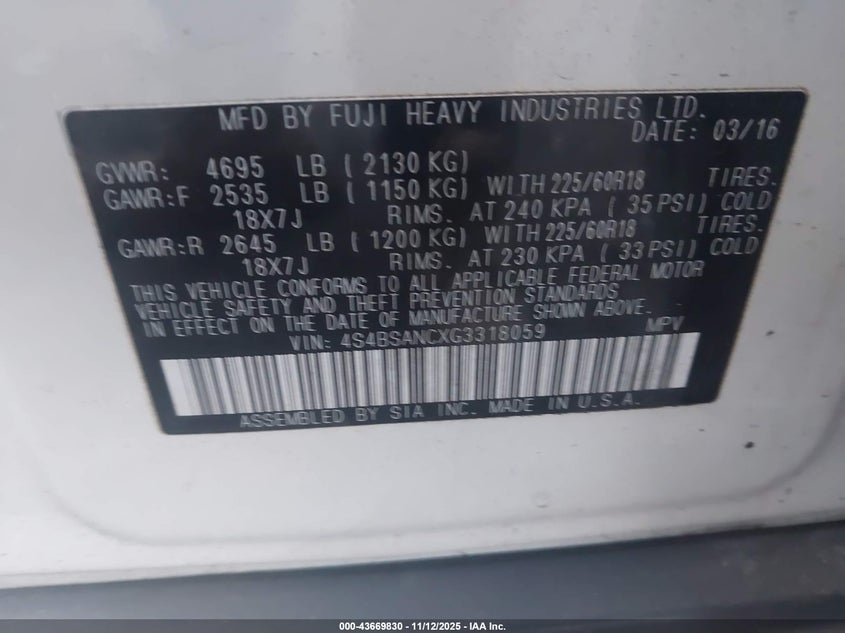 MFD BY FUJI HEAVY INDUSTRIES LTD.
DATE: 03/16
GVWR: 4695 LB ( 2130 KG)
GAWR:F 2535 LB ( 1150 KG) WITH 225/60R18 TIRES.
18X7J RIMS. AT 240 KPA ( 35 PSI) COLD
GAWR:R 2645 LB ( 1200 KG) WITH 225/60R18 TIRES.
18X7J RIMS. AT 230 KPA ( 33 PSI) COLD
THIS VEHICLE CONFORMS TO ALL APPLICABLE FEDERAL MOTOR
VEHICLE SAFETY AND THEFT PREVENTION STANDARDS
IN EFFECT ON THE DATE OF MANUFACTURE SHOWN ABOVE.
VIN: 4S4BSANCXG3318059 MPV
ASSEMBLED BY SIA INC. MADE IN U.S.A.
000-43669830 - 11/12/2025 - IAA Inc.